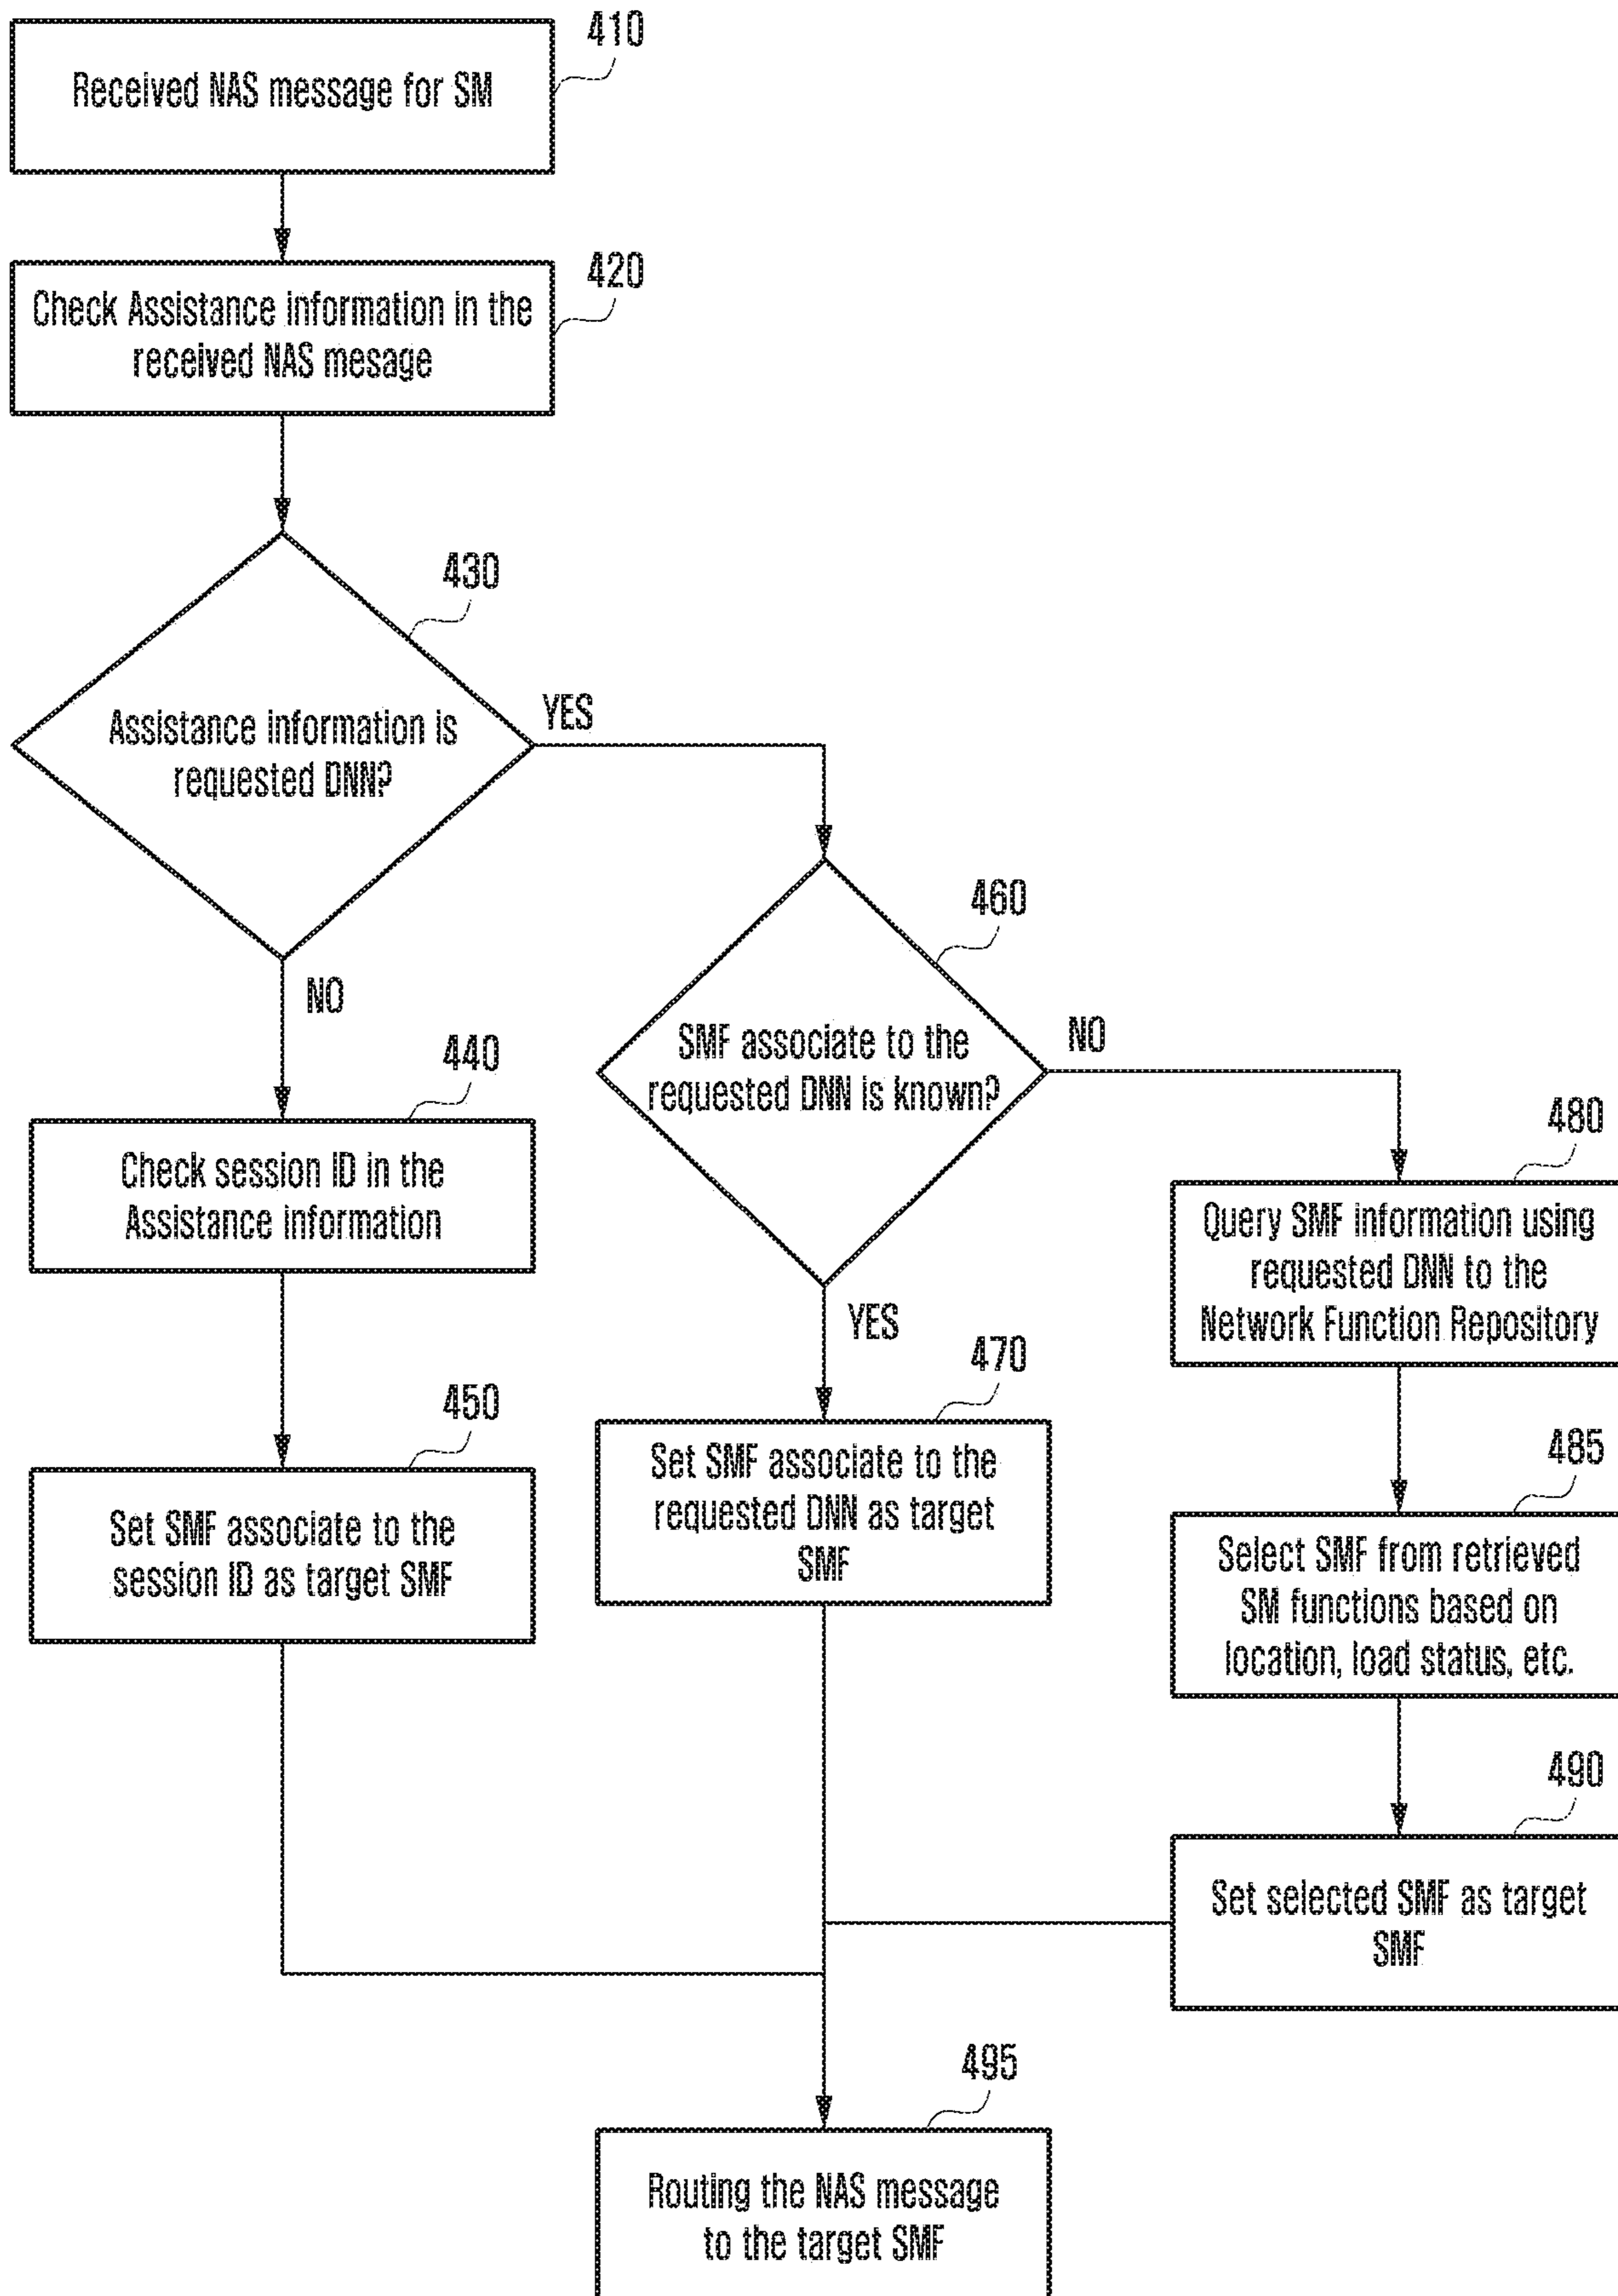 410
Received NAS message for SM
420
Check Assistance information in the
received NAS mesage
430
Assistance information is
requested DNN?
YES
NO
460
SMF associate to the
requested DNN is known?
NO
YES
440
Check session ID in the
Assistance information
480
Query SMF information using
requested DNN to the
Network Function Repository
450
Set SMF associate to the
session ID as target SMF
470
Set SMF associate to the
requested DNN as target
SMF
485
Select SMF from retrieved
SM functions based on
location, load status, etc.
490
Set selected SMF as target
SMF
495
Routing the NAS message
to the target SMF